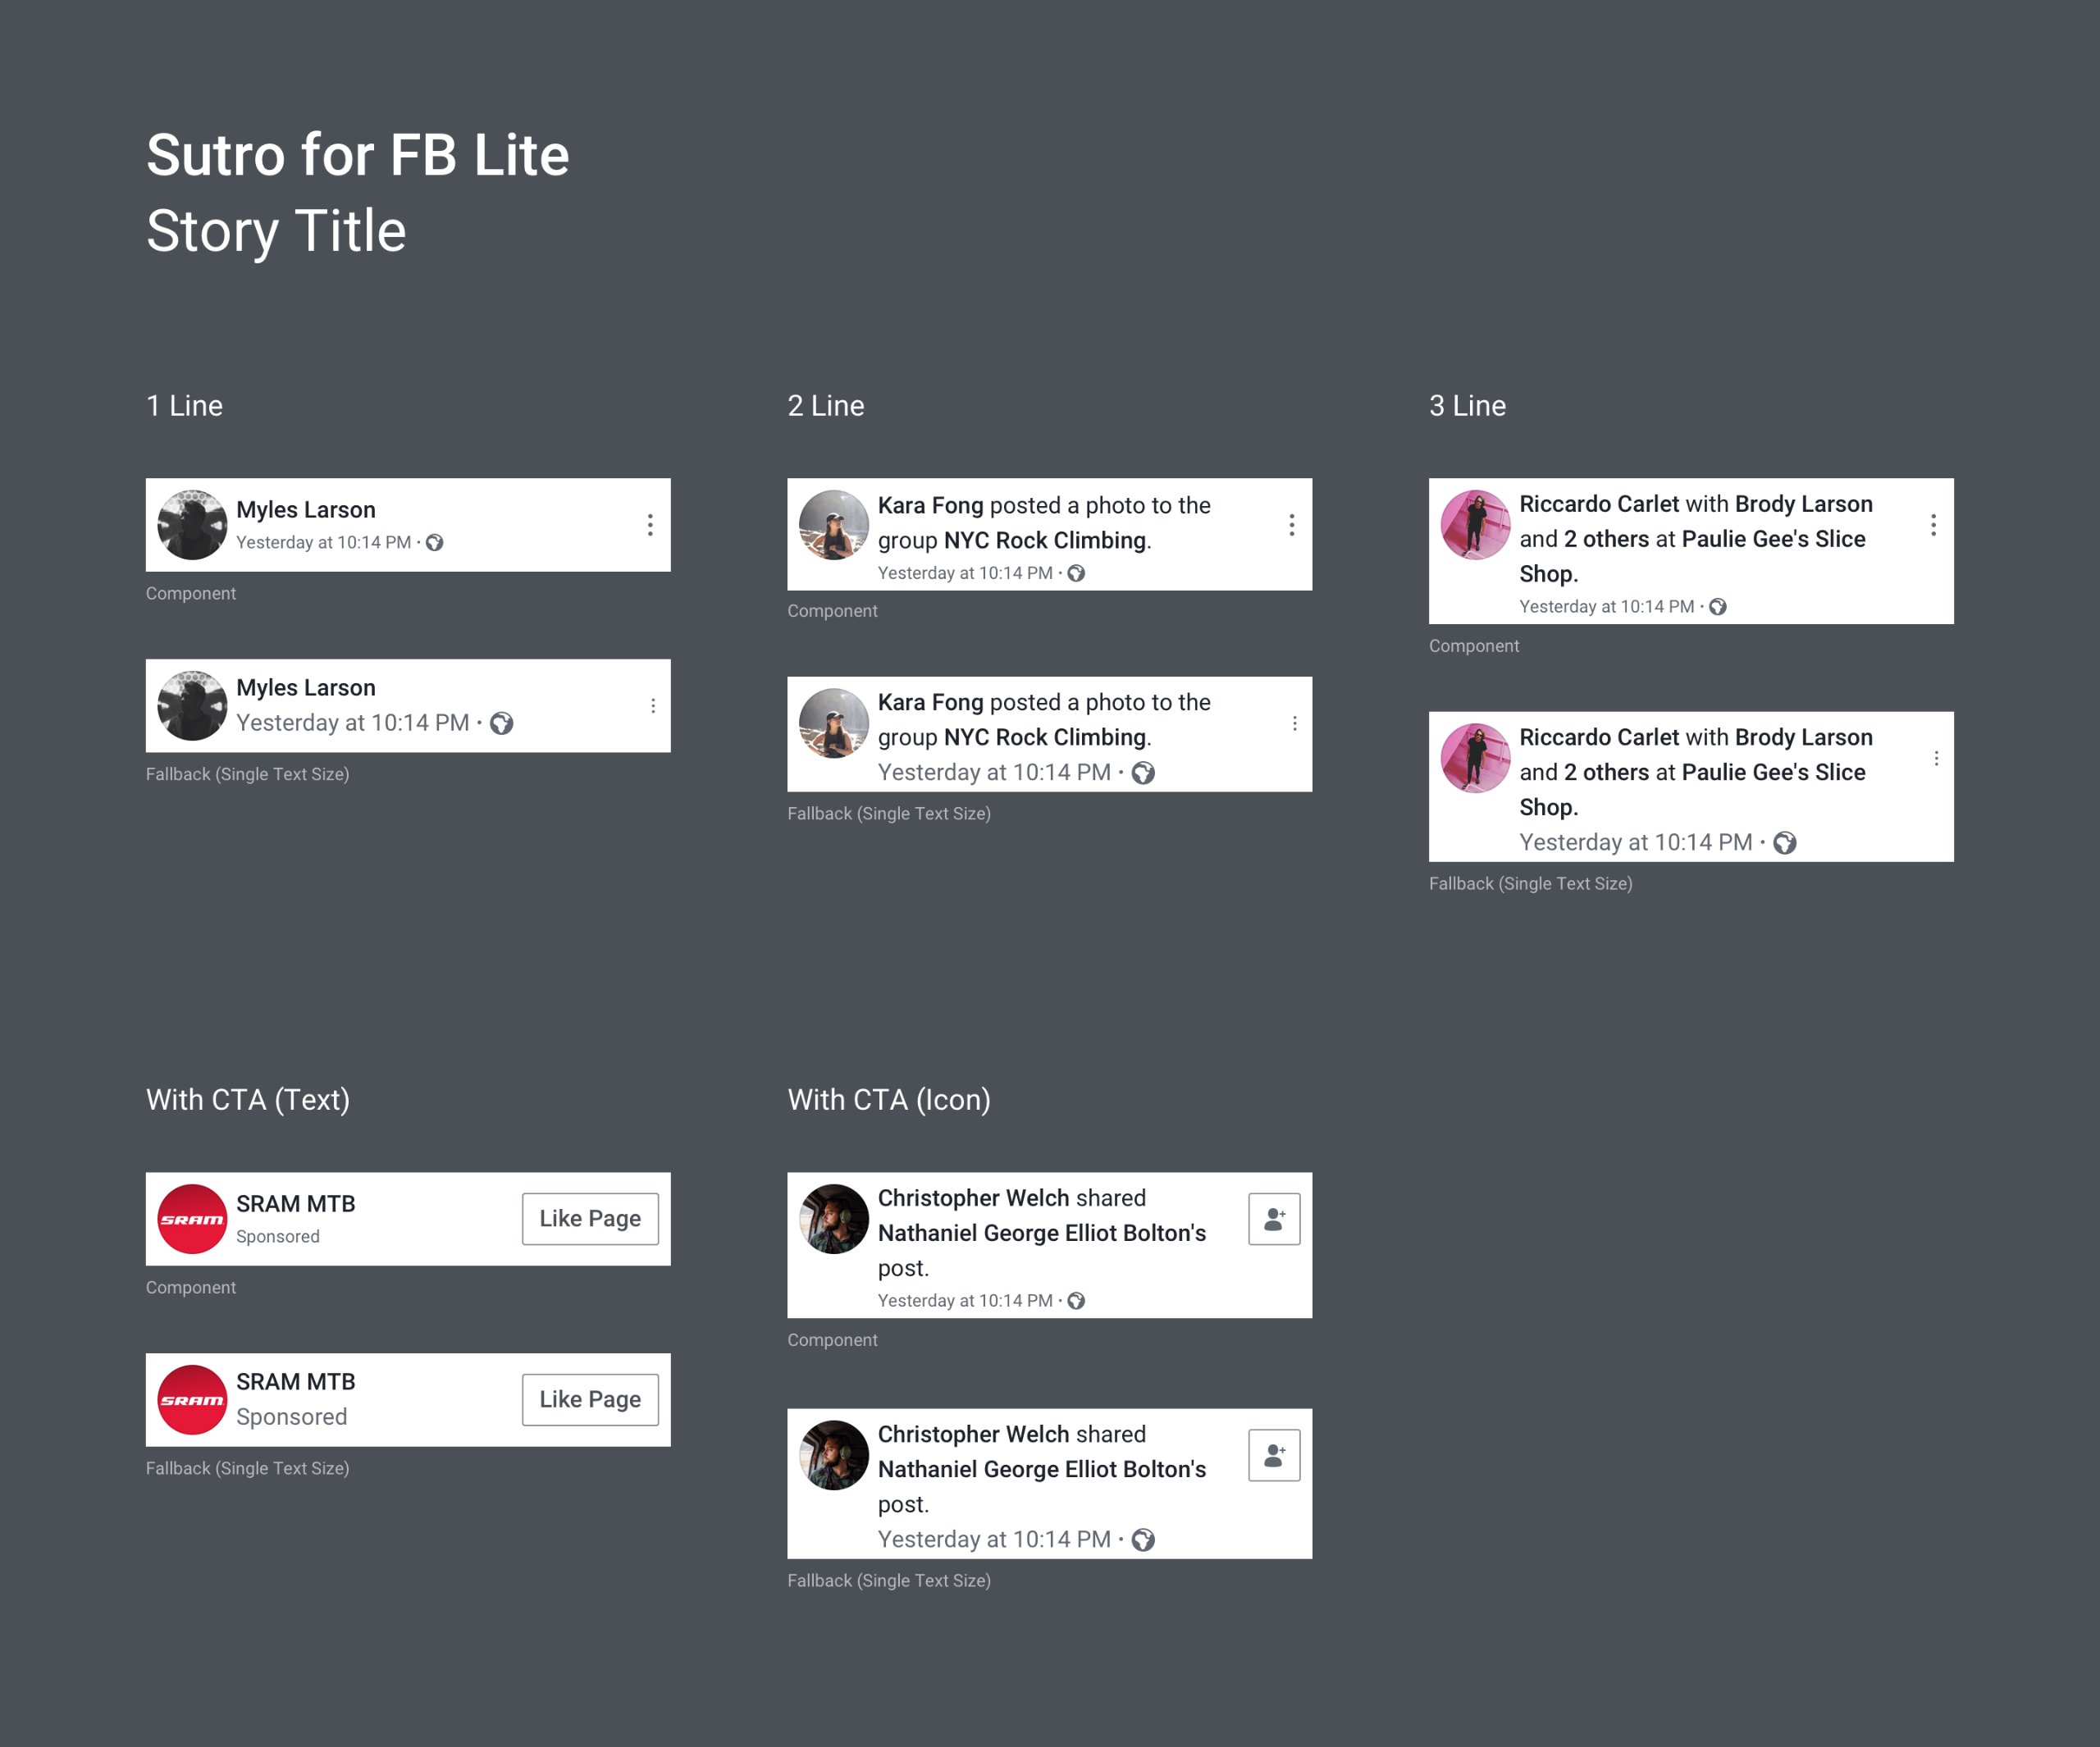 Sutro for FB Lite
Story Title
1 Line
Myles Larson
Yesterday at 10:14 PM ·
Component
Myles Larson
Yesterday at 10:14 PM ·
Fallback (Single Text Size)
2 Line
Kara Fong posted a photo to the
group NYC Rock Climbing.
Yesterday at 10:14 PM ·
Component
Kara Fong posted a photo to the
group NYC Rock Climbing.
Yesterday at 10:14 PM ·
Fallback (Single Text Size)
3 Line
Riccardo Carlet with Brody Larson
and 2 others at Paulie Gee's Slice
Shop.
Yesterday at 10:14 PM ·
Component
Riccardo Carlet with Brody Larson
and 2 others at Paulie Gee's Slice
Shop.
Yesterday at 10:14 PM ·
Fallback (Single Text Size)
With CTA (Text)
SRAM
SRAM MTB
Sponsored
Like Page
Component
SRAM
SRAM MTB
Sponsored
Like Page
Fallback (Single Text Size)
With CTA (Icon)
Christopher Welch shared
Nathaniel George Elliot Bolton's
post.
Yesterday at 10:14 PM ·
Component
Christopher Welch shared
Nathaniel George Elliot Bolton's
post.
Yesterday at 10:14 PM ·
Fallback (Single Text Size)